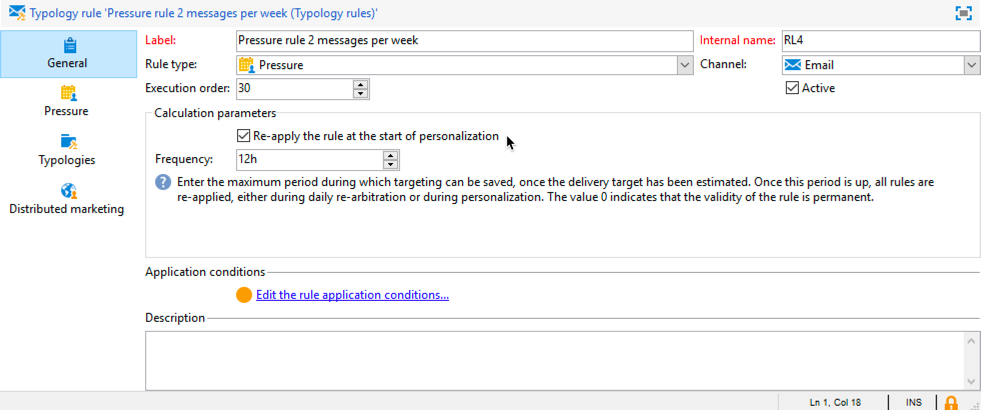 Typology rule 'Pressure rule 2 messages per week (Typology rules)'
General
Pressure
Typologies
Distributed marketing
Label: Pressure rule 2 messages per week Internal name: RL4
Rule type: Pressure Channel: Email
Execution order: 30 Active
Calculation parameters
Re-apply the rule at the start of personalization
Frequency: 12h
? Enter the maximum period during which targeting can be saved, once the delivery target has been estimated. Once this period is up, all rules are
re-applied, either during daily re-arbitration or during personalization. The value 0 indicates that the validity of the rule is permanent.
Application conditions
Edit the rule application conditions...
Description
Ln 1, Col 18 INS